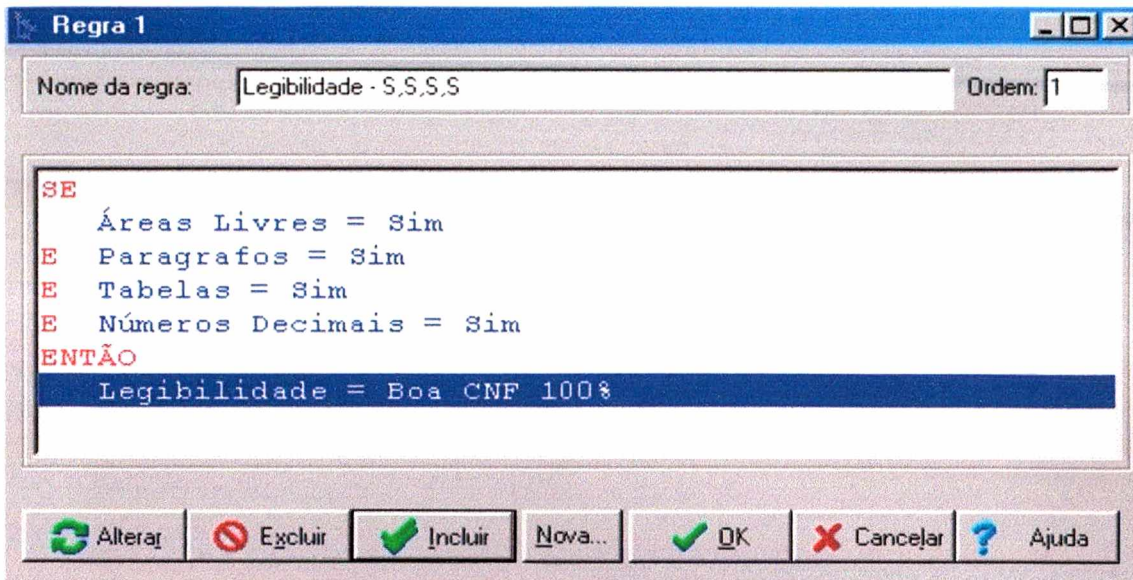 Regra 1
Nome da regra: Legibilidade - S,S,S,S Ordem: 1
SE
Áreas Livres = Sim
E Paragrafos = Sim
E Tabelas = Sim
E Números Decimais = Sim
ENTÃO
Legibilidade = Boa CNF 100%
Alterar Excluir Incluir Nova... OK Cancelar Ajuda